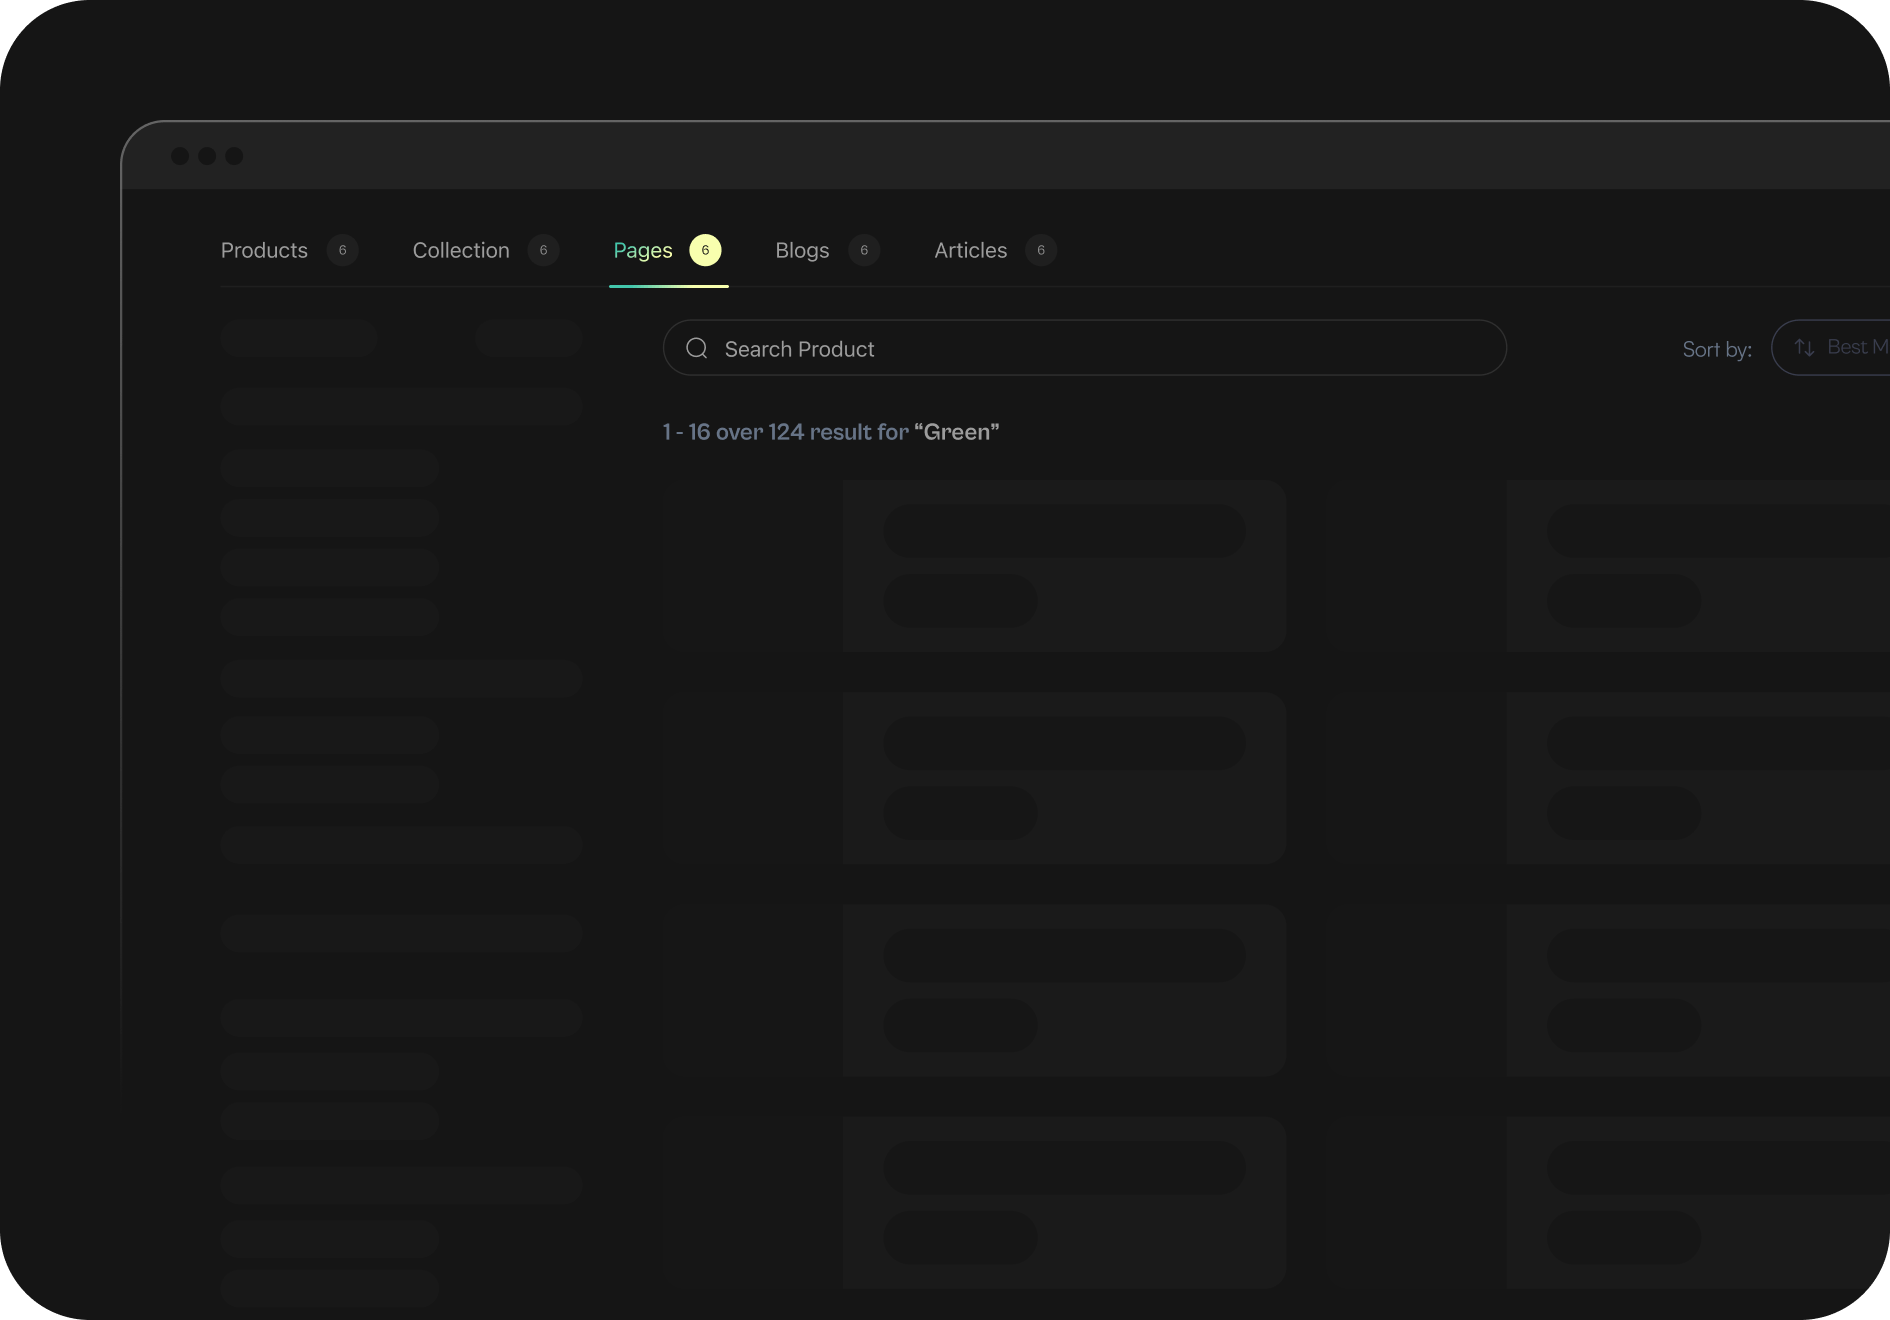 Products 6 Collection 6 Pages 6 Blogs 6 Articles 6
Search Product
Sort by: Best M
1 - 16 over 124 result for “Green”